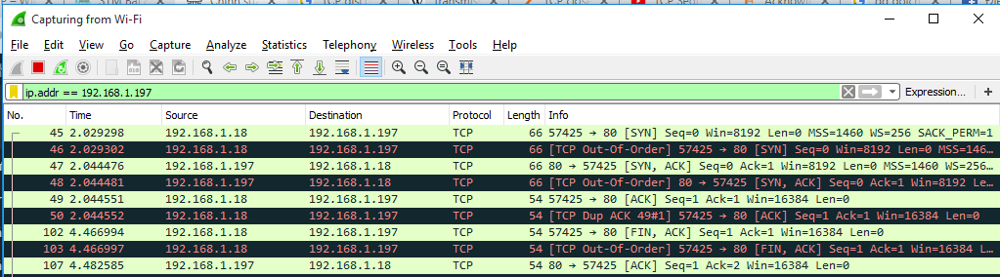 Capturing from Wi-Fi
File Edit View Go Capture Analyze Statistics Telephony Wireless Tools Help
ip.addr == 192.168.1.197 Expression... +
No. Time Source Destination Protocol Length Info
45 2.029298 192.168.1.18 192.168.1.197 TCP 66 57425 → 80 [SYN] Seq=0 Win=8192 Len=0 MSS=1460 WS=256 SACK_PERM=1
46 2.029302 192.168.1.18 192.168.1.197 TCP 66 [TCP Out-Of-Order] 57425 → 80 [SYN] Seq=0 Win=8192 Len=0 MSS=146…
47 2.044476 192.168.1.197 192.168.1.18 TCP 66 80 → 57425 [SYN, ACK] Seq=0 Ack=1 Win=8192 Len=0 MSS=1460 WS=256…
48 2.044481 192.168.1.197 192.168.1.18 TCP 66 [TCP Out-Of-Order] 80 → 57425 [SYN, ACK] Seq=0 Ack=1 Win=8192 Le…
49 2.044551 192.168.1.18 192.168.1.197 TCP 54 57425 → 80 [ACK] Seq=1 Ack=1 Win=16384 Len=0
50 2.044552 192.168.1.18 192.168.1.197 TCP 54 [TCP Dup ACK 49#1] 57425 → 80 [ACK] Seq=1 Ack=1 Win=16384 Len=0
102 4.466994 192.168.1.18 192.168.1.197 TCP 54 57425 → 80 [FIN, ACK] Seq=1 Ack=1 Win=16384 Len=0
103 4.466997 192.168.1.18 192.168.1.197 TCP 54 [TCP Out-Of-Order] 57425 → 80 [FIN, ACK] Seq=1 Ack=1 Win=16384 L…
107 4.482585 192.168.1.197 192.168.1.18 TCP 54 80 → 57425 [ACK] Seq=1 Ack=2 Win=16384 Len=0